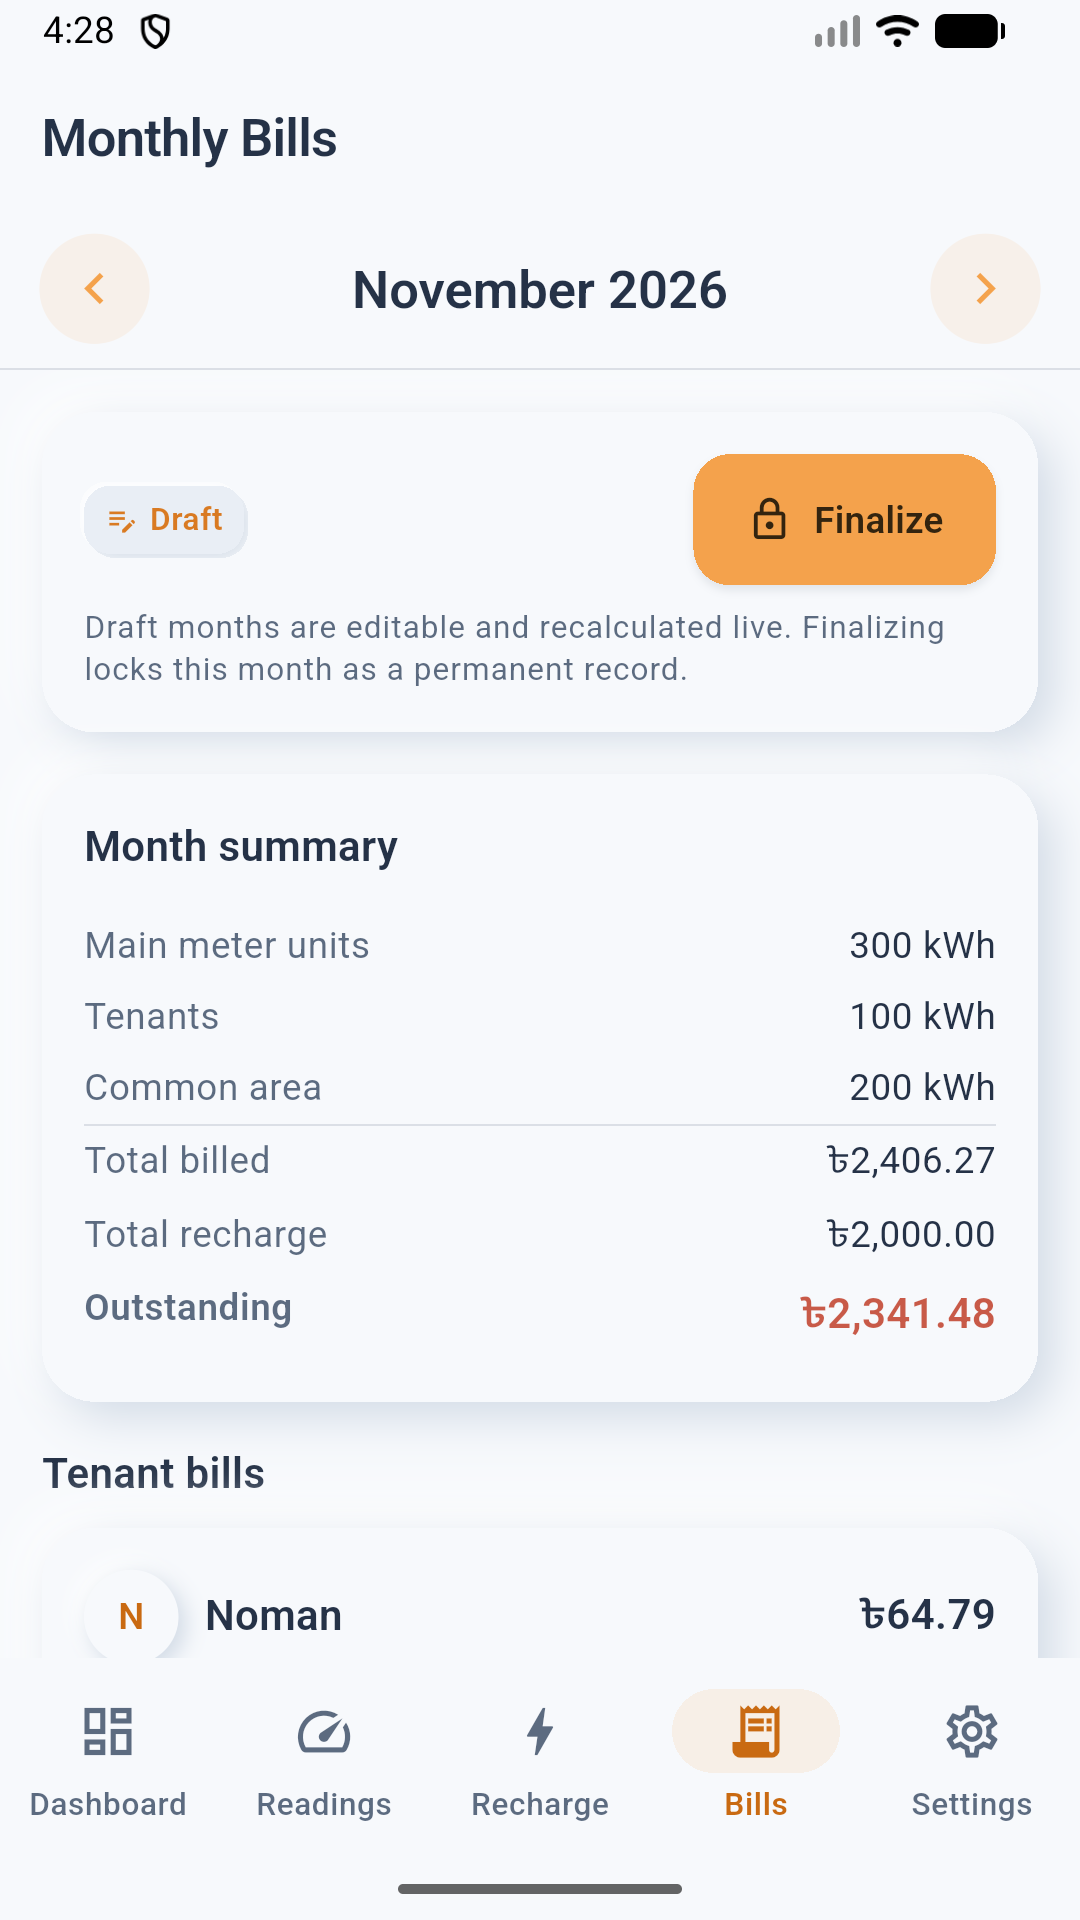 4:28
Monthly Bills
November 2026
Draft
Finalize
Draft months are editable and recalculated live. Finalizing
locks this month as a permanent record.
Month summary
Main meter units 300 kWh
Tenants 100 kWh
Common area 200 kWh
Total billed ৳2,406.27
Total recharge ৳2,000.00
Outstanding ৳2,341.48
Tenant bills
N Noman ৳64.79
Dashboard Readings Recharge Bills Settings